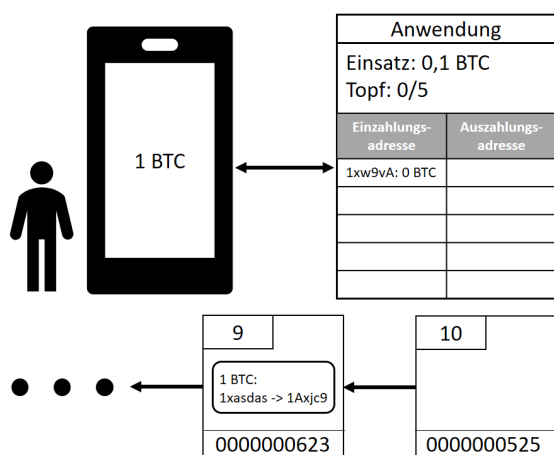 Anwendung
Einsatz: 0,1 BTC
Topf: 0/5
Einzahlungs-
adresse
Auszahlungs-
adresse
1xw9vA: 0 BTC
1 BTC
9
1 BTC:
1xasdas -> 1Axjc9
0000000623
10
0000000525